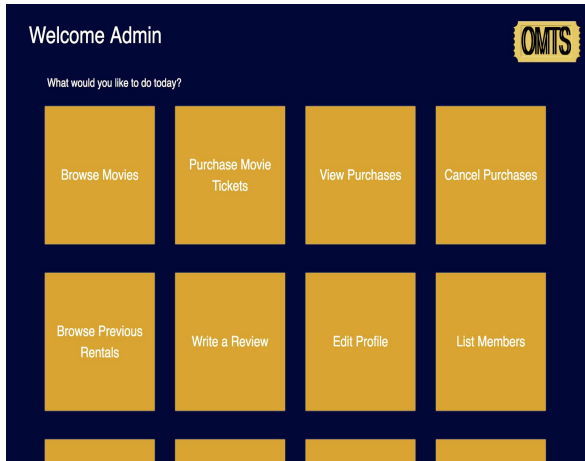 Welcome Admin
OMTS
What would you like to do today?
Browse Movies
Purchase Movie
Tickets
View Purchases
Cancel Purchases
Browse Previous
Rentals
Write a Review
Edit Profile
List Members